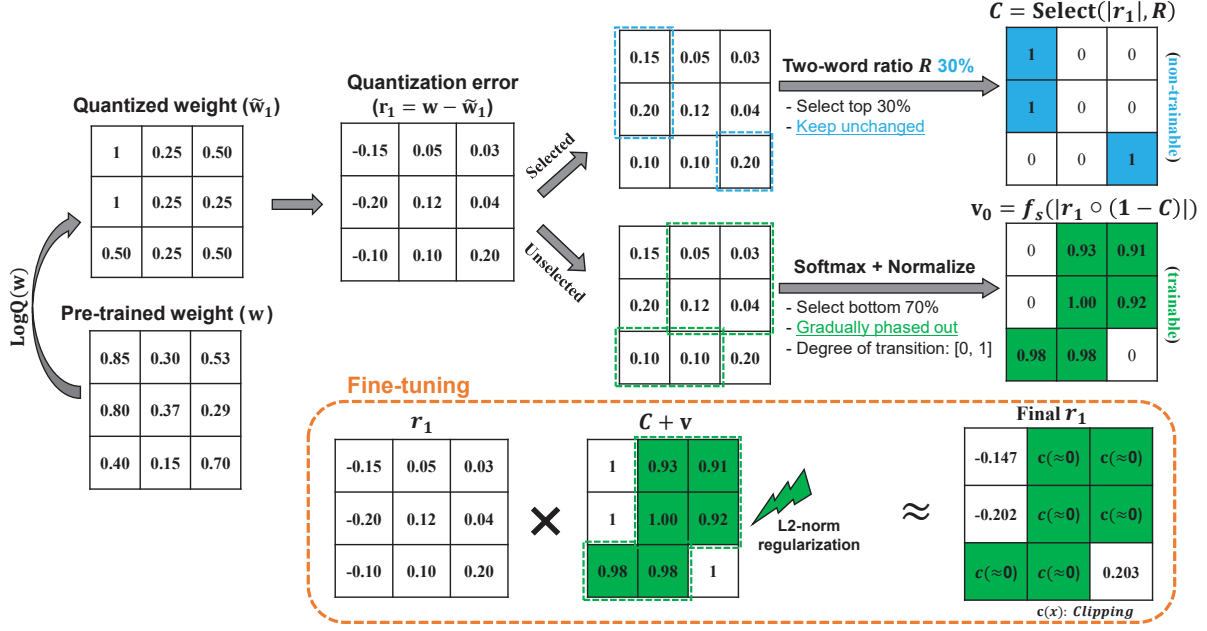 Quantized weight (w̃₁)
1 0.25 0.50
1 0.25 0.25
0.50 0.25 0.50
LogQ(w)
Pre-trained weight (w)
0.85 0.30 0.53
0.80 0.37 0.29
0.40 0.15 0.70
Quantization error
(r₁ = w − w̃₁)
-0.15 0.05 0.03
-0.20 0.12 0.04
-0.10 0.10 0.20
Selected
Unselected
0.15 0.05 0.03
0.20 0.12 0.04
0.10 0.10 0.20
Two-word ratio R 30%
- Select top 30%
- Keep unchanged
C = Select(|r₁|, R)
1 0 0
1 0 0
0 0 1
(non-trainable)
0.15 0.05 0.03
0.20 0.12 0.04
0.10 0.10 0.20
Softmax + Normalize
- Select bottom 70%
- Gradually phased out
- Degree of transition: [0, 1]
v₀ = fₛ(|r₁ ∘ (1 − C)|)
0 0.93 0.91
0 1.00 0.92
0.98 0.98 0
(trainable)
Fine-tuning
r₁
-0.15 0.05 0.03
-0.20 0.12 0.04
-0.10 0.10 0.20
×
C + v
1 0.93 0.91
1 1.00 0.92
0.98 0.98 1
L2-norm
regularization
≈
Final r₁
-0.147 c(≈0) c(≈0)
-0.202 c(≈0) c(≈0)
c(≈0) c(≈0) 0.203
c(x): Clipping